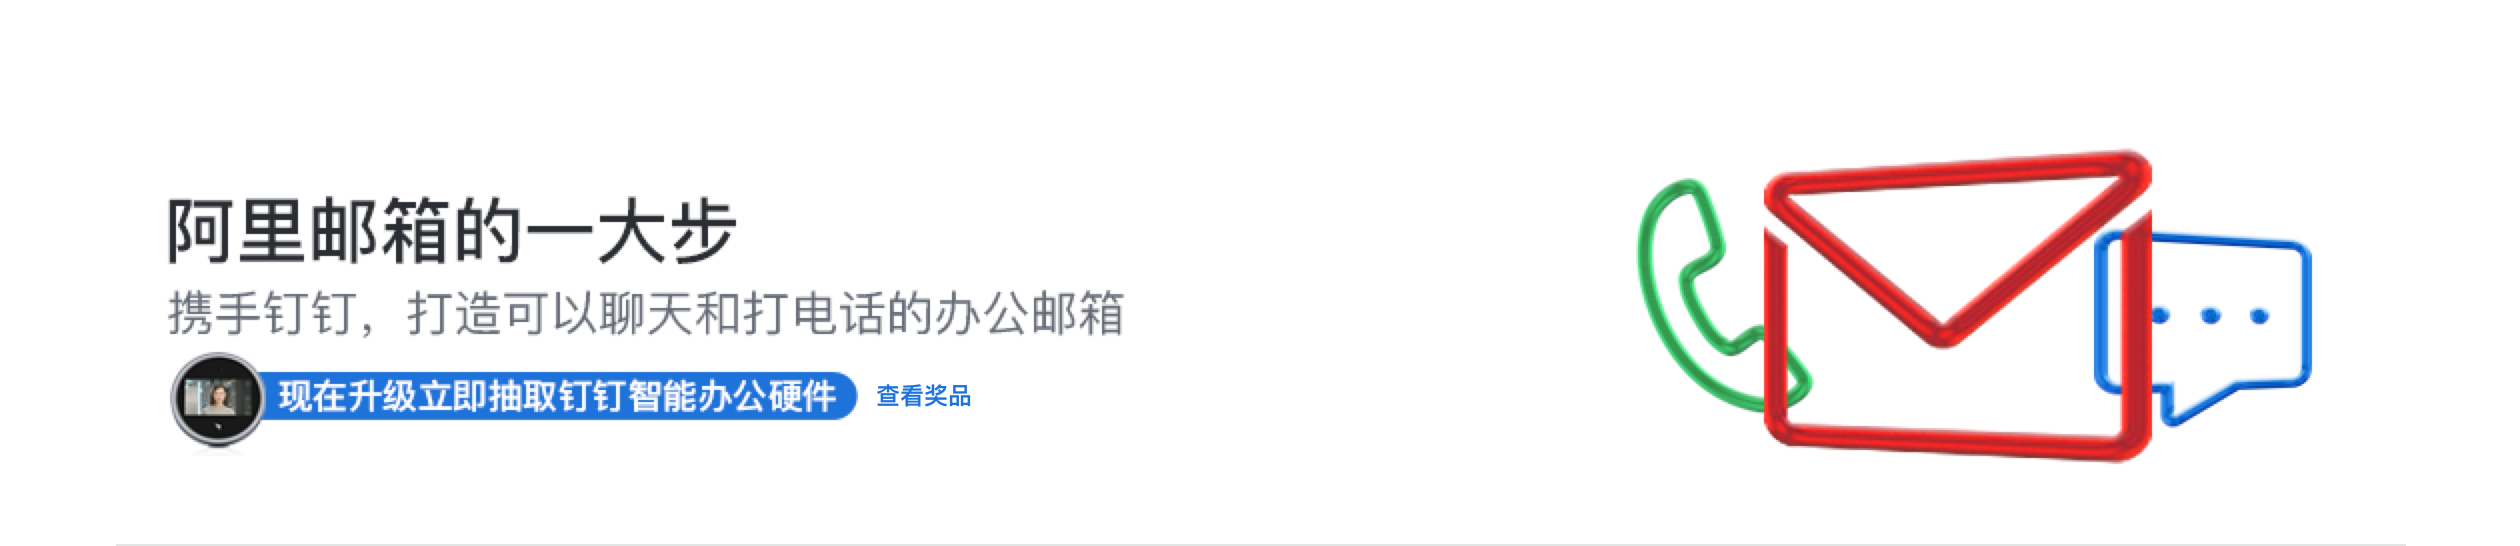 阿里邮箱的一大步
携手钉钉，打造可以聊天和打电话的办公邮箱
现在升级立即抽取钉钉智能办公硬件 查看奖品